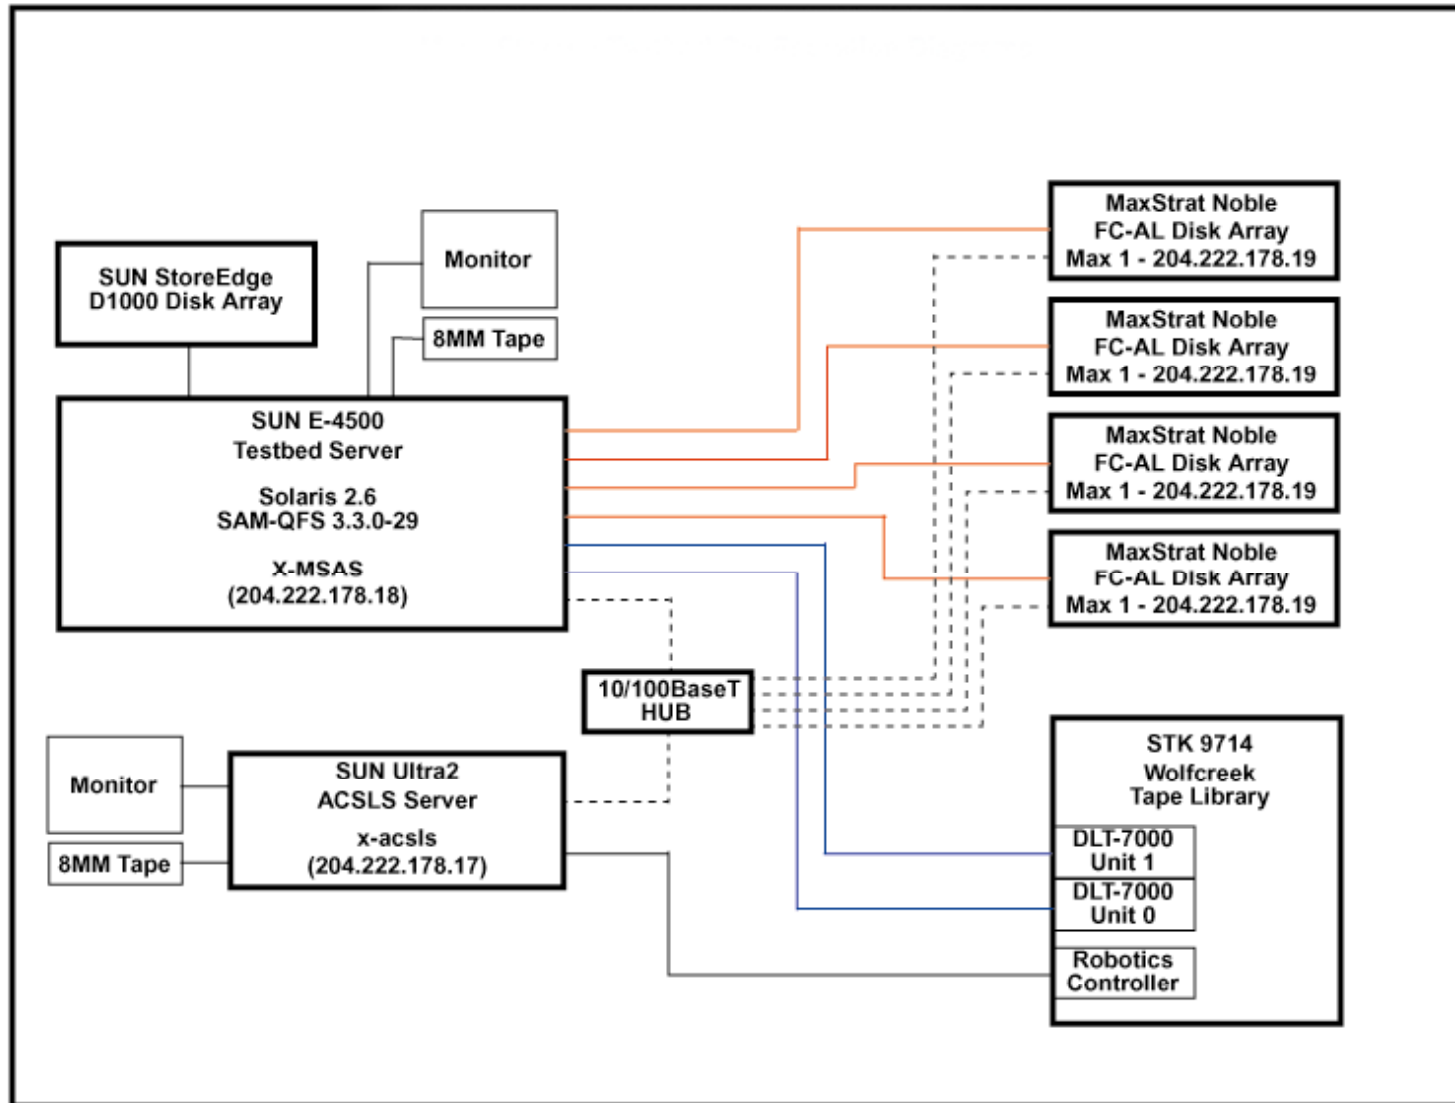 SUN StoreEdge
D1000 Disk Array
Monitor
8MM Tape
SUN E-4500
Testbed Server
Solaris 2.6
SAM-QFS 3.3.0-29
X-MSAS
(204.222.178.18)
MaxStrat Noble
FC-AL Disk Array
Max 1 - 204.222.178.19
MaxStrat Noble
FC-AL Disk Array
Max 1 - 204.222.178.19
MaxStrat Noble
FC-AL Disk Array
Max 1 - 204.222.178.19
MaxStrat Noble
FC-AL Disk Array
Max 1 - 204.222.178.19
10/100BaseT
HUB
Monitor
8MM Tape
SUN Ultra2
ACSLS Server
x-acsls
(204.222.178.17)
STK 9714
Wolfcreek
Tape Library
DLT-7000
Unit 1
DLT-7000
Unit 0
Robotics
Controller